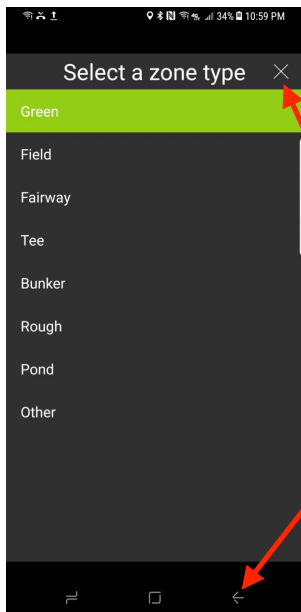 34% 10:59 PM
Select a zone type
Green
Field
Fairway
Tee
Bunker
Rough
Pond
Other